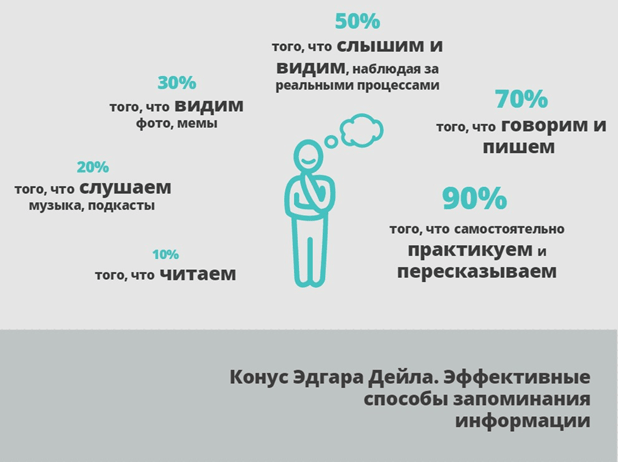 50%
того, что слышим и
видим, наблюдая за
реальными процессами
30%
того, что видим
фото, мемы
70%
того, что говорим и
пишем
20%
того, что слушаем
музыка, подкасты
90%
того, что самостоятельно
практикуем и
пересказываем
10%
того, что читаем
Конус Эдгара Дейла. Эффективные
способы запоминания
информации